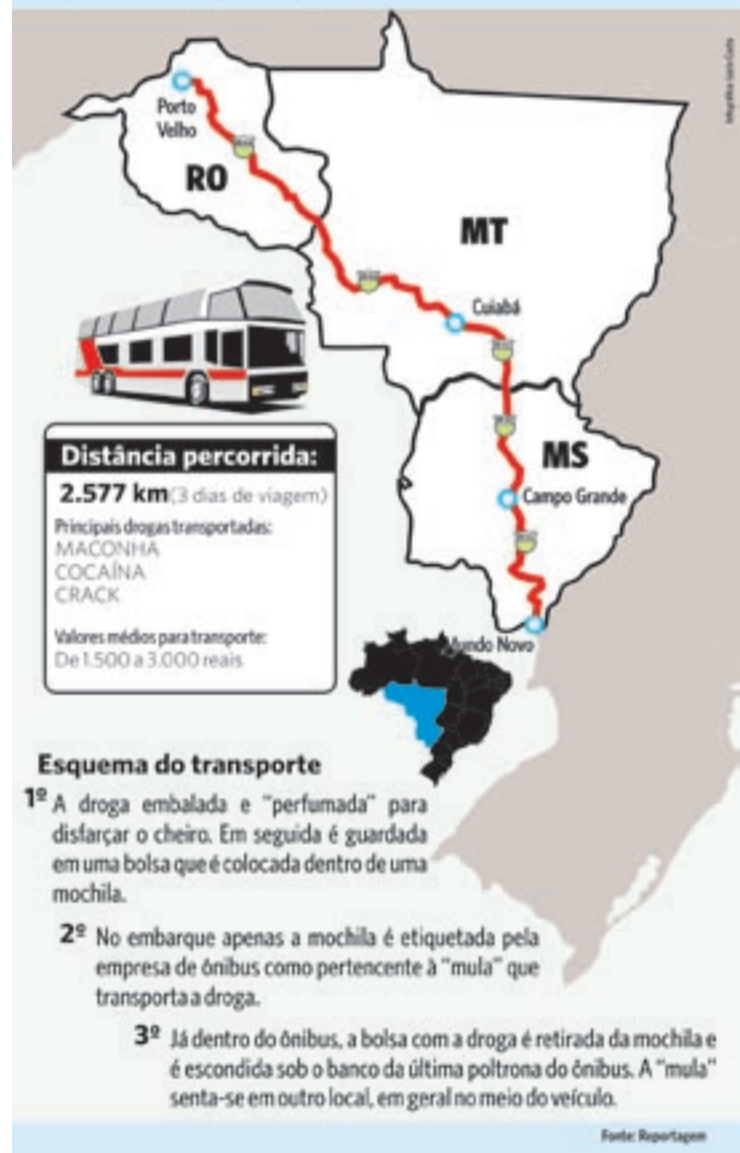 Porto
Velho
RO
MT
Cuiabá
MS
Campo Grande
Mundo Novo
Distância percorrida:
2.577 km (3 dias de viagem)
Principais drogas transportadas:
MACONHA
COCAÍNA
CRACK
Valores médios para transporte:
De 1.500 a 3.000 reais
Esquema do transporte
1º A droga embalada e "perfumada" para
disfarçar o cheiro. Em seguida é guardada
em uma bolsa que é colocada dentro de uma
mochila.
2º No embarque apenas a mochila é etiquetada pela
empresa de ônibus como pertencente à "mula" que
transporta a droga.
3º Já dentro do ônibus, a bolsa com a droga é retirada da mochila e
é escondida sob o banco da última poltrona do ônibus. A "mula"
senta-se em outro local, em geral no meio do veículo.
Fonte: Reportagem